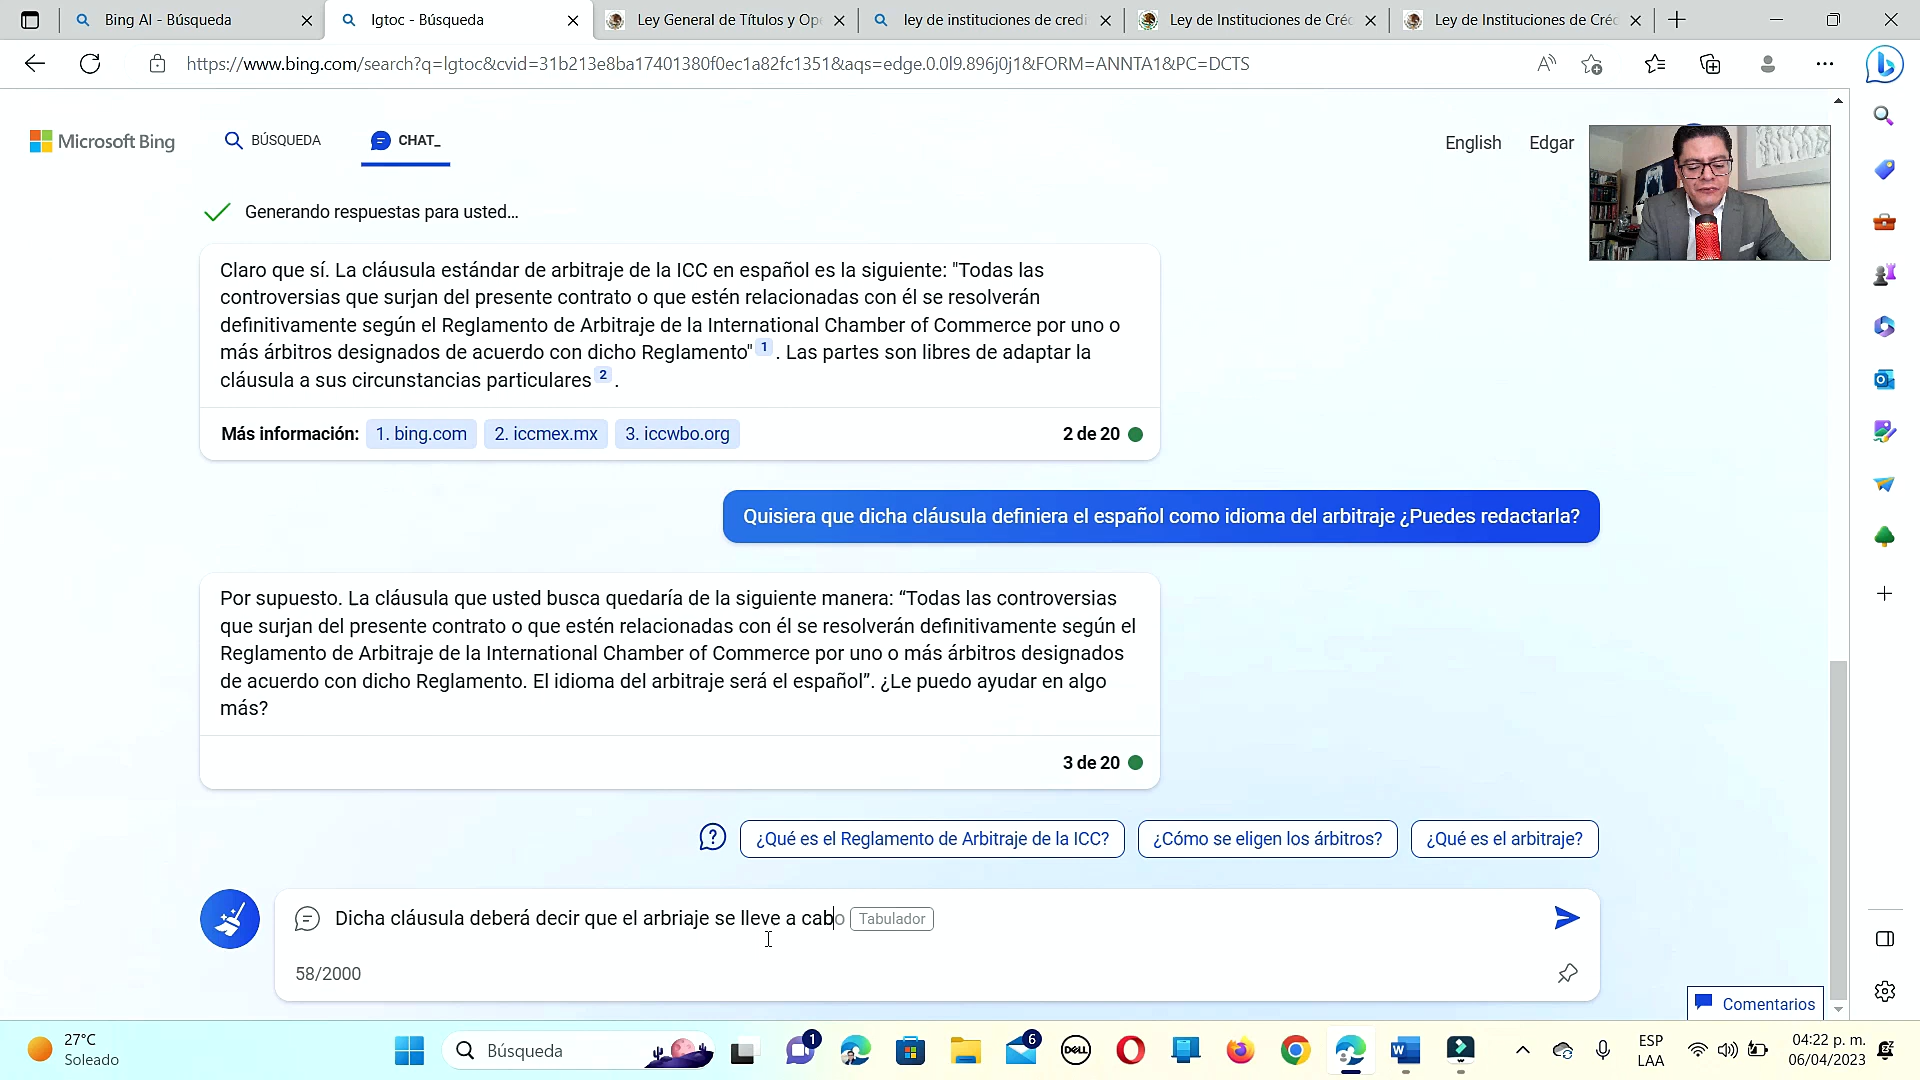 Bing AI - Búsqueda
lgtoc - Búsqueda
Ley General de Títulos y Ope
ley de instituciones de credi
Ley de Instituciones de Créc
Ley de Instituciones de Créc
https://www.bing.com/search?q=lgtoc&cvid=31b213e8ba17401380f0ec1a82fc1351&aqs=edge.0.0l9.896j0j1&FORM=ANNTA1&PC=DCTS
Microsoft Bing
BÚSQUEDA
CHAT_
English
Edgar
Generando respuestas para usted...
Claro que sí. La cláusula estándar de arbitraje de la ICC en español es la siguiente: "Todas las
controversias que surjan del presente contrato o que estén relacionadas con él se resolverán
definitivamente según el Reglamento de Arbitraje de la International Chamber of Commerce por uno o
más árbitros designados de acuerdo con dicho Reglamento" 1 . Las partes son libres de adaptar la
cláusula a sus circunstancias particulares 2 .
Más información: 1. bing.com 2. iccmex.mx 3. iccwbo.org 2 de 20
Quisiera que dicha cláusula definiera el español como idioma del arbitraje ¿Puedes redactarla?
Por supuesto. La cláusula que usted busca quedaría de la siguiente manera: “Todas las controversias
que surjan del presente contrato o que estén relacionadas con él se resolverán definitivamente según el
Reglamento de Arbitraje de la International Chamber of Commerce por uno o más árbitros designados
de acuerdo con dicho Reglamento. El idioma del arbitraje será el español”. ¿Le puedo ayudar en algo
más?
3 de 20
¿Qué es el Reglamento de Arbitraje de la ICC?
¿Cómo se eligen los árbitros?
¿Qué es el arbitraje?
Dicha cláusula deberá decir que el arbriaje se lleve a cabo Tabulador
58/2000
Comentarios
27°C
Soleado
Búsqueda
1
6
DELL
ESP
LAA
04:22 p. m.
06/04/2023